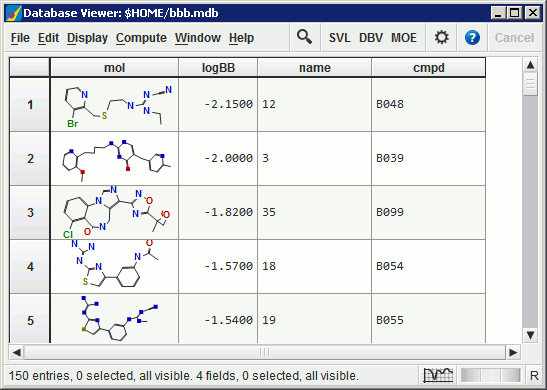 Database Viewer: $HOME/bbb.mdb
File Edit Display Compute Window Help SVL DBV MOE Cancel
mol logBB name cmpd
1 N N N N N S Br -2.1500 12 B048
2 -2.0000 3 B039
3 N N N N O N O O N Cl -1.8200 35 B099
4 N N N N S N O -1.5700 18 B054
5 -1.5400 19 B055
150 entries, 0 selected, all visible. 4 fields, 0 selected, all visible. R